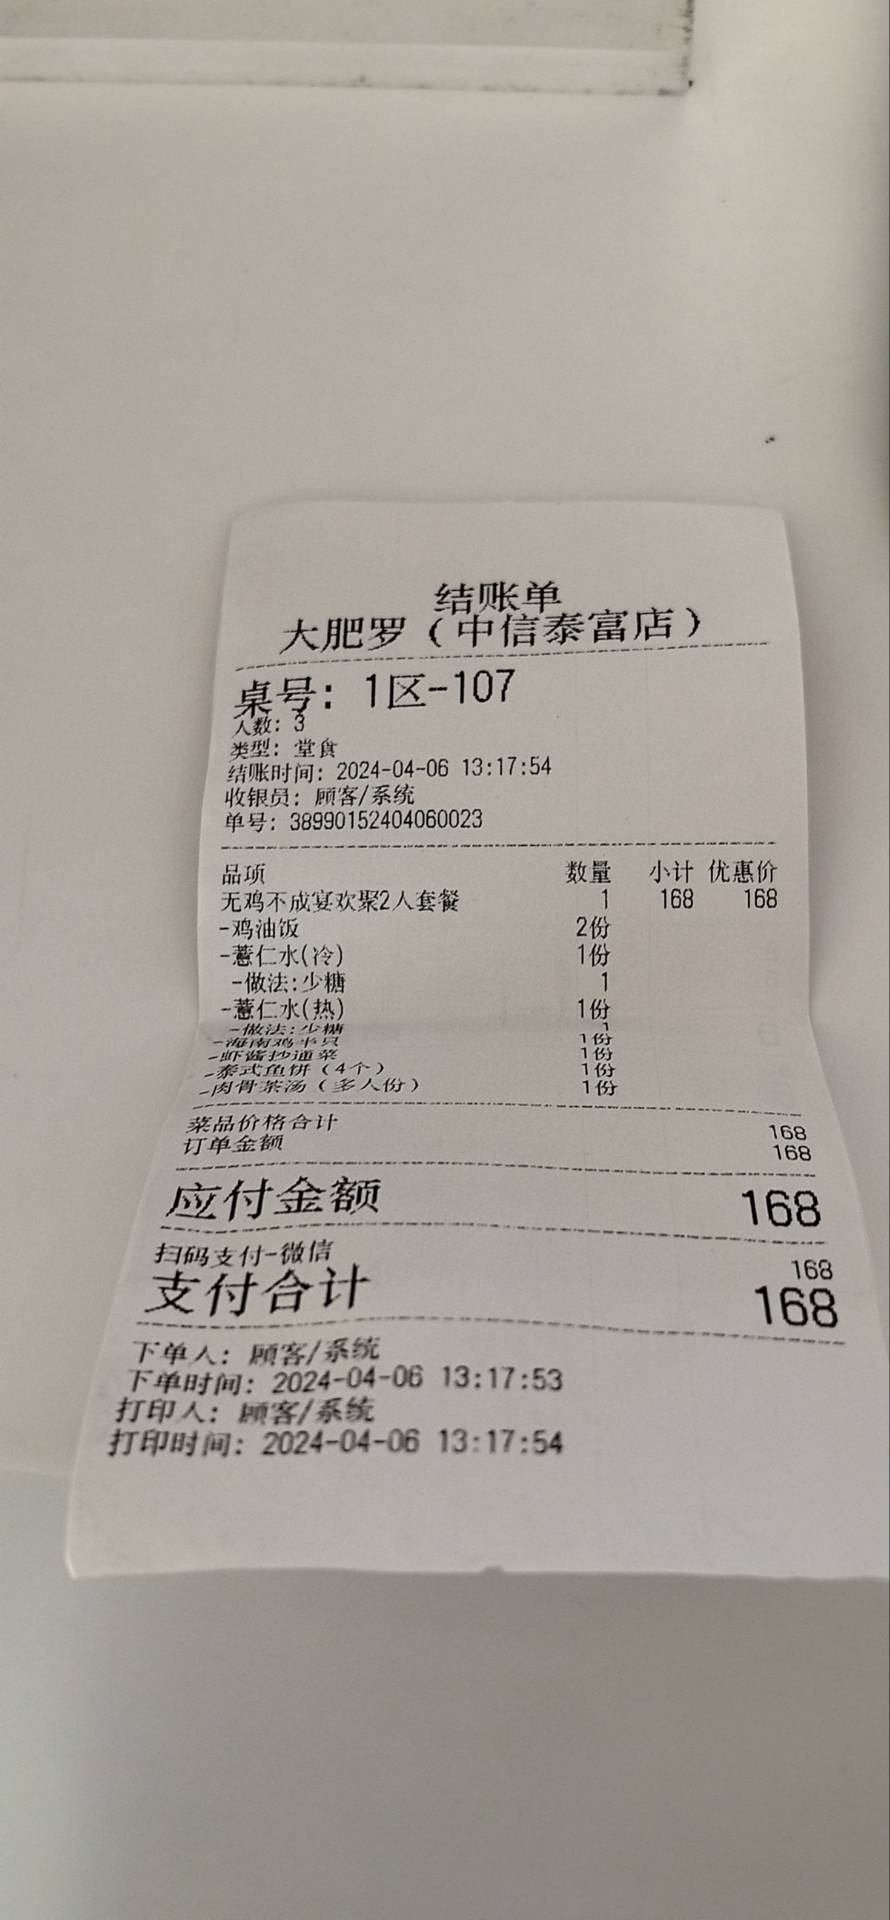 结账单
大肥罗（中信泰富店）
桌号: 1区-107
人数: 3
类型: 堂食
结账时间: 2024-04-06 13:17:54
收银员: 顾客/系统
单号: 38990152404060023
品项 数量 小计 优惠价
无鸡不成宴欢聚2人套餐 1 168 168
-鸡油饭 2份
-薏仁水(冷) 1份
-做法:少糖 1
-薏仁水(热) 1份
-做法:少糖 1
-海南鸡半只 1份
-虾酱抄通菜 1份
-泰式鱼饼（4个） 1份
-肉骨茶汤（多人份） 1份
菜品价格合计 168
订单金额 168
应付金额 168
扫码支付-微信 168
支付合计 168
下单人: 顾客/系统
下单时间: 2024-04-06 13:17:53
打印人: 顾客/系统
打印时间: 2024-04-06 13:17:54